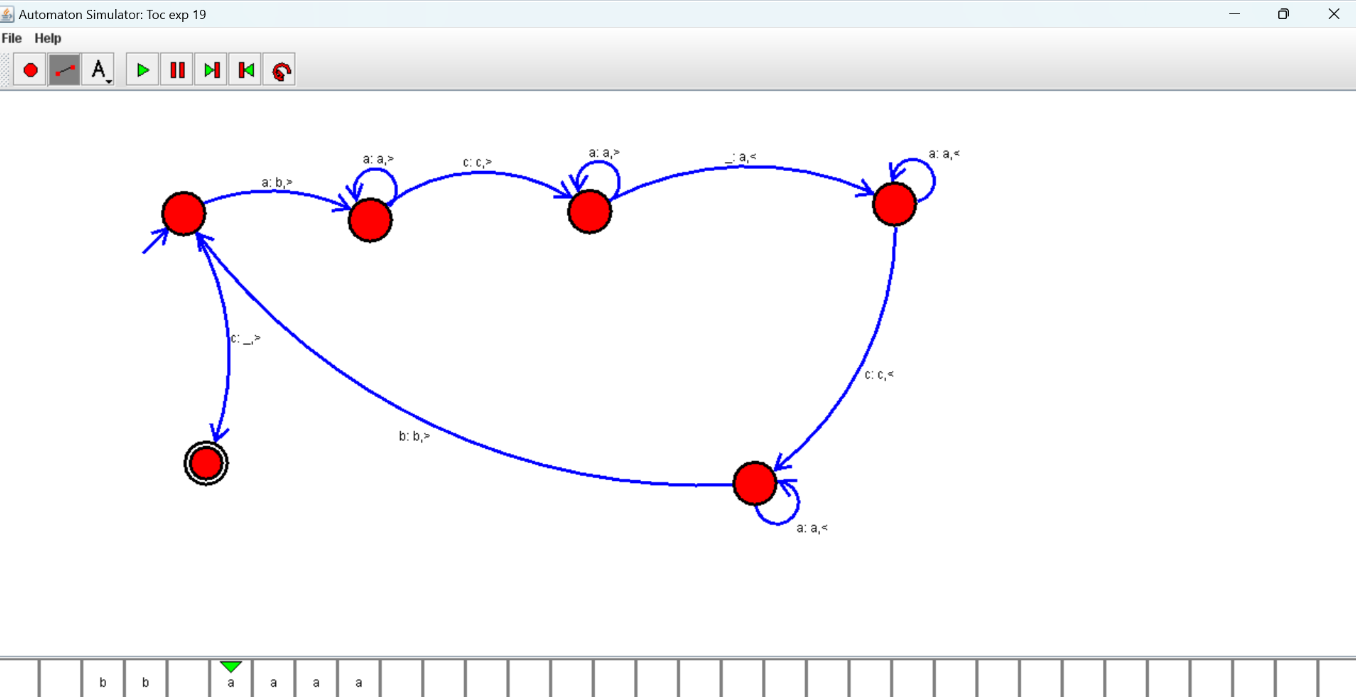 Automaton Simulator: Toc exp 19
File Help
A
a: a,>
a: a,>
_: a,<
a: a,<
c: c,>
a: b,>
c: _,>
c: c,<
b: b,>
a: a,<
b b a a a a